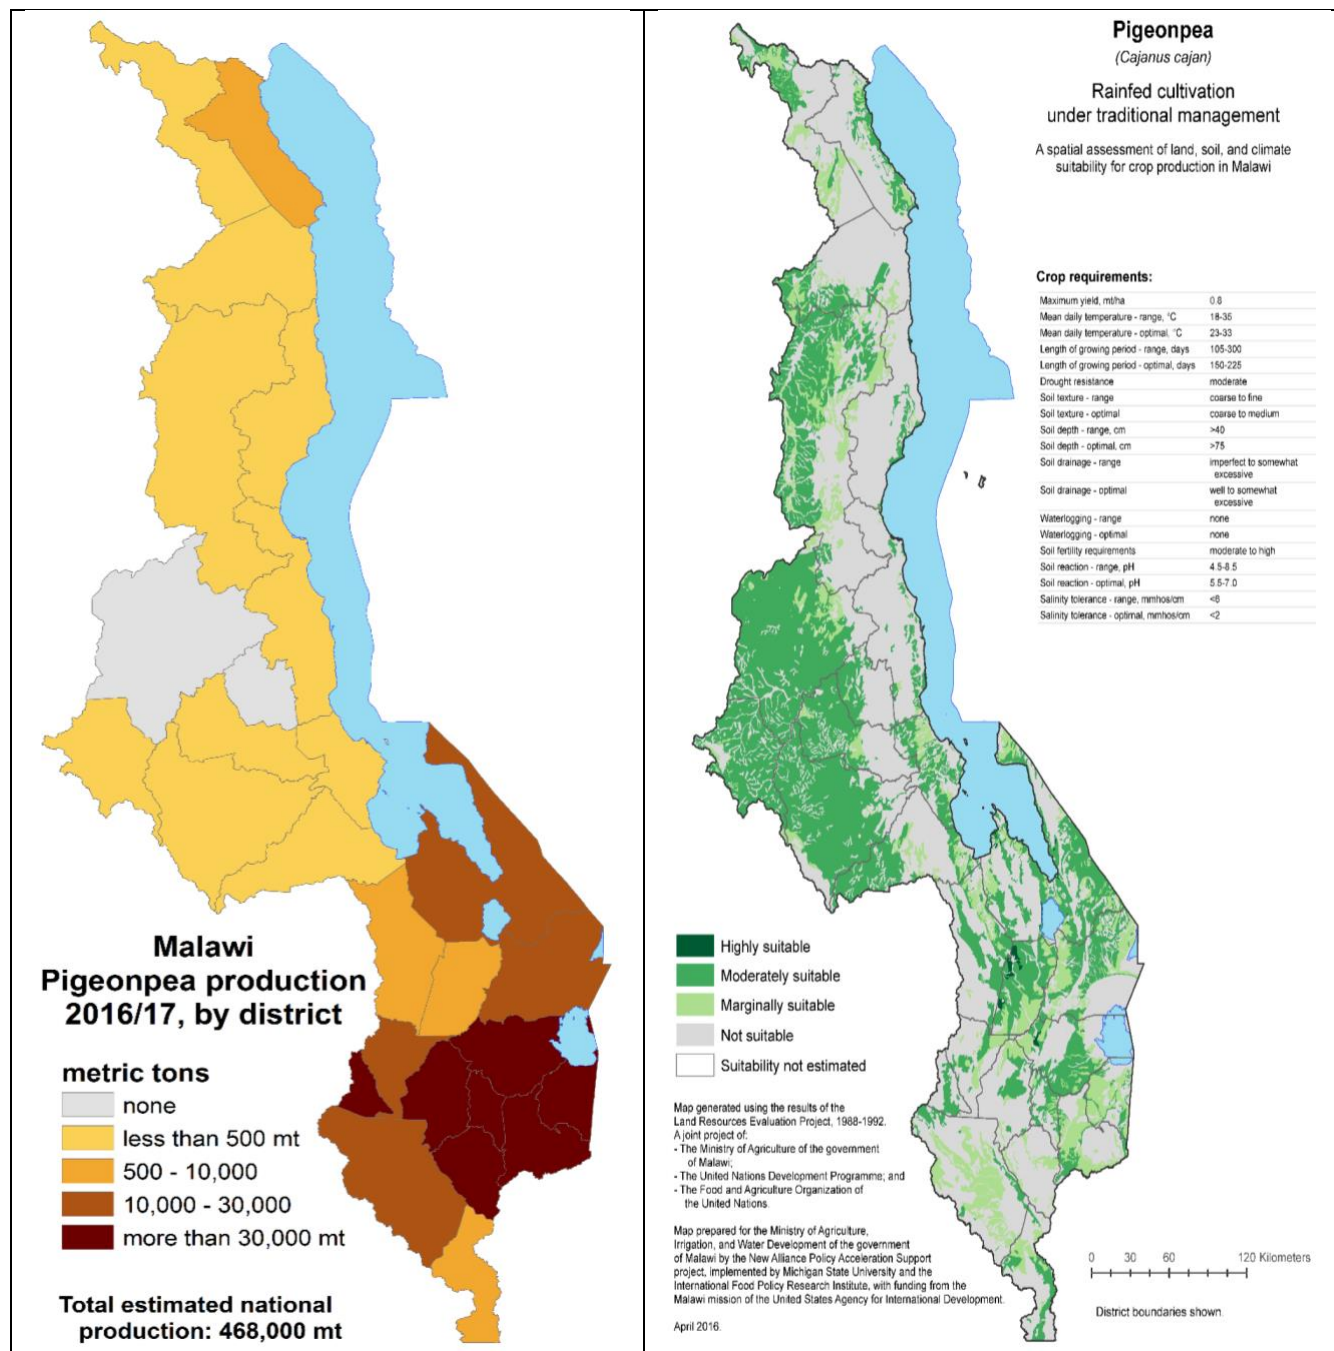 Malawi
Pigeonpea production
2016/17, by district
metric tons
none
less than 500 mt
500 - 10,000
10,000 - 30,000
more than 30,000 mt
Total estimated national
production: 468,000 mt
Pigeonpea
(Cajanus cajan)
Rainfed cultivation
under traditional management
A spatial assessment of land, soil, and climate
suitability for crop production in Malawi
Crop requirements:
Maximum yield, mt/ha 0.8
Mean daily temperature - range, °C 18-35
Mean daily temperature - optimal, °C 23-33
Length of growing period - range, days 105-300
Length of growing period - optimal, days 150-225
Drought resistance moderate
Soil texture - range coarse to fine
Soil texture - optimal coarse to medium
Soil depth - range, cm >40
Soil depth - optimal, cm >75
Soil drainage - range imperfect to somewhat
excessive
Soil drainage - optimal well to somewhat
excessive
Waterlogging - range none
Waterlogging - optimal none
Soil fertility requirements moderate to high
Soil reaction - range, pH 4.5-8.5
Soil reaction - optimal, pH 5.5-7.0
Salinity tolerance - range, mmhos/cm <6
Salinity tolerance - optimal, mmhos/cm <2
Highly suitable
Moderately suitable
Marginally suitable
Not suitable
Suitability not estimated
Map generated using the results of the
Land Resources Evaluation Project, 1988-1992.
A joint project of:
- The Ministry of Agriculture of the government
of Malawi;
- The United Nations Development Programme; and
- The Food and Agriculture Organization of
the United Nations.
Map prepared for the Ministry of Agriculture,
Irrigation, and Water Development of the government
of Malawi by the New Alliance Policy Acceleration Support
project, implemented by Michigan State University and the
International Food Policy Research Institute, with funding from the
Malawi mission of the United States Agency for International Development.
April 2016.
0 30 60 120 Kilometers
District boundaries shown.